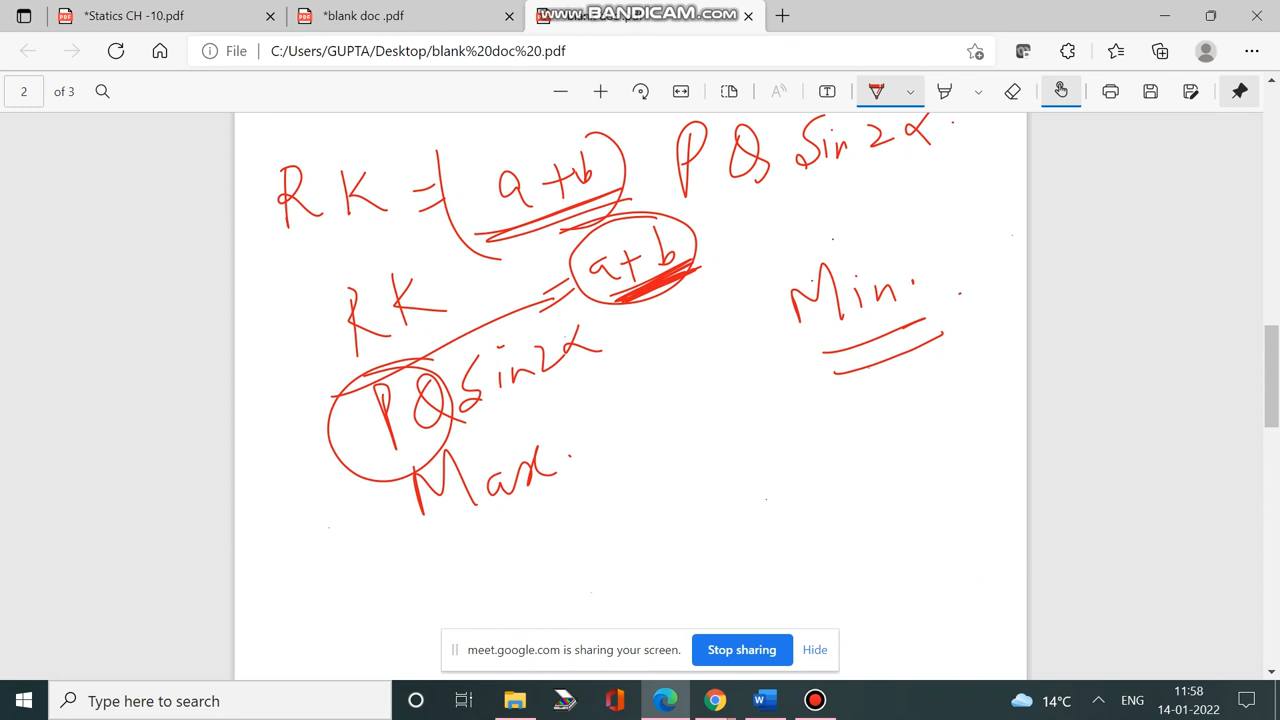 *Statics CH -10.pdf
*blank doc .pdf
WWW.BANDICAM.COM
File C:/Users/GUPTA/Desktop/blank%20doc%20.pdf
2 of 3
RK = (a+b) PQ Sin2α
RK / PQ Sin2α = a+b
Min.
Max.
meet.google.com is sharing your screen. Stop sharing Hide
Type here to search
14°C
ENG
11:58
14-01-2022